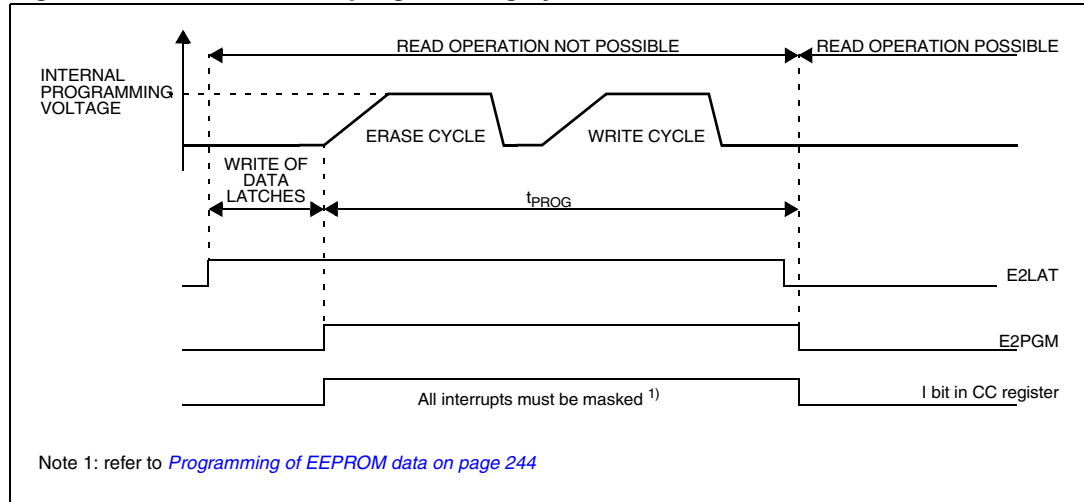 READ OPERATION NOT POSSIBLE
READ OPERATION POSSIBLE
INTERNAL
PROGRAMMING
VOLTAGE
ERASE CYCLE
WRITE CYCLE
WRITE OF
DATA
LATCHES
tPROG
E2LAT
E2PGM
All interrupts must be masked 1)
I bit in CC register
Note 1: refer to Programming of EEPROM data on page 244